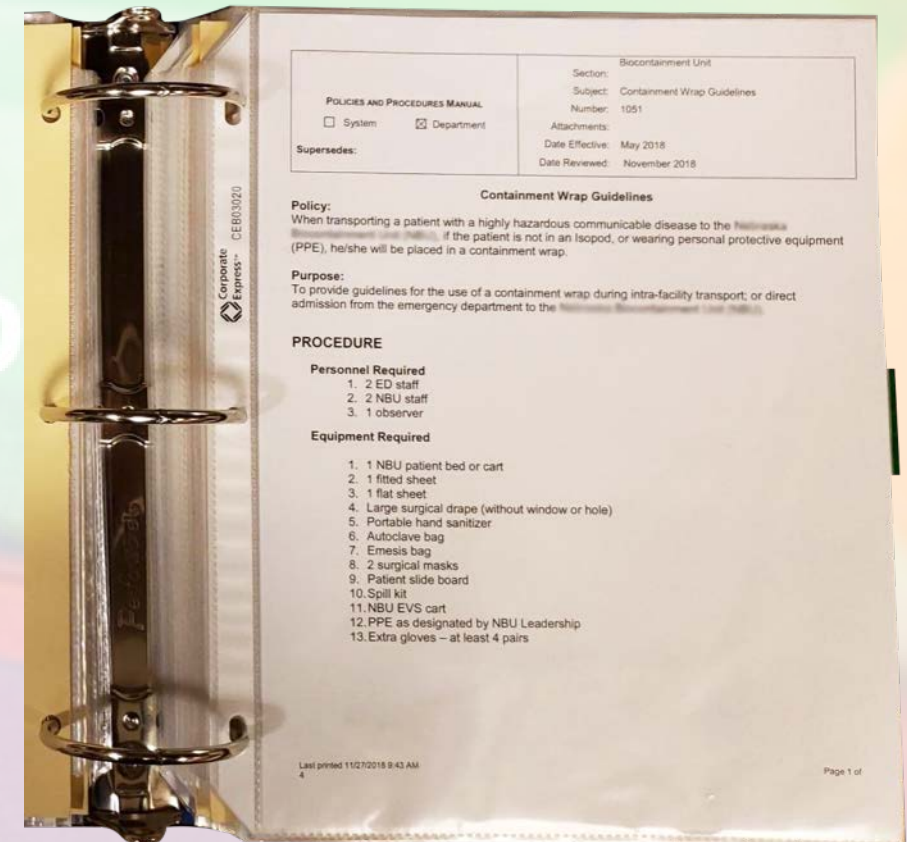 Biocontainment Unit
Section:
POLICIES AND PROCEDURES MANUAL
☐ System ☒ Department
Supersedes:
Subject: Containment Wrap Guidelines
Number: 1051
Attachments:
Date Effective: May 2018
Date Reviewed: November 2018
Containment Wrap Guidelines
Policy:
When transporting a patient with a highly hazardous communicable disease to the
if the patient is not in an Isopod, or wearing personal protective equipment
(PPE), he/she will be placed in a containment wrap.
Purpose:
To provide guidelines for the use of a containment wrap during intra-facility transport; or direct
admission from the emergency department to the
PROCEDURE
Personnel Required
1. 2 ED staff
2. 2 NBU staff
3. 1 observer
Equipment Required
1. 1 NBU patient bed or cart
2. 1 fitted sheet
3. 1 flat sheet
4. Large surgical drape (without window or hole)
5. Portable hand sanitizer
6. Autoclave bag
7. Emesis bag
8. 2 surgical masks
9. Patient slide board
10. Spill kit
11. NBU EVS cart
12. PPE as designated by NBU Leadership
13. Extra gloves – at least 4 pairs
Last printed 11/27/2018 9:43 AM
4
Page 1 of
Corporate
Express™ CEB03020